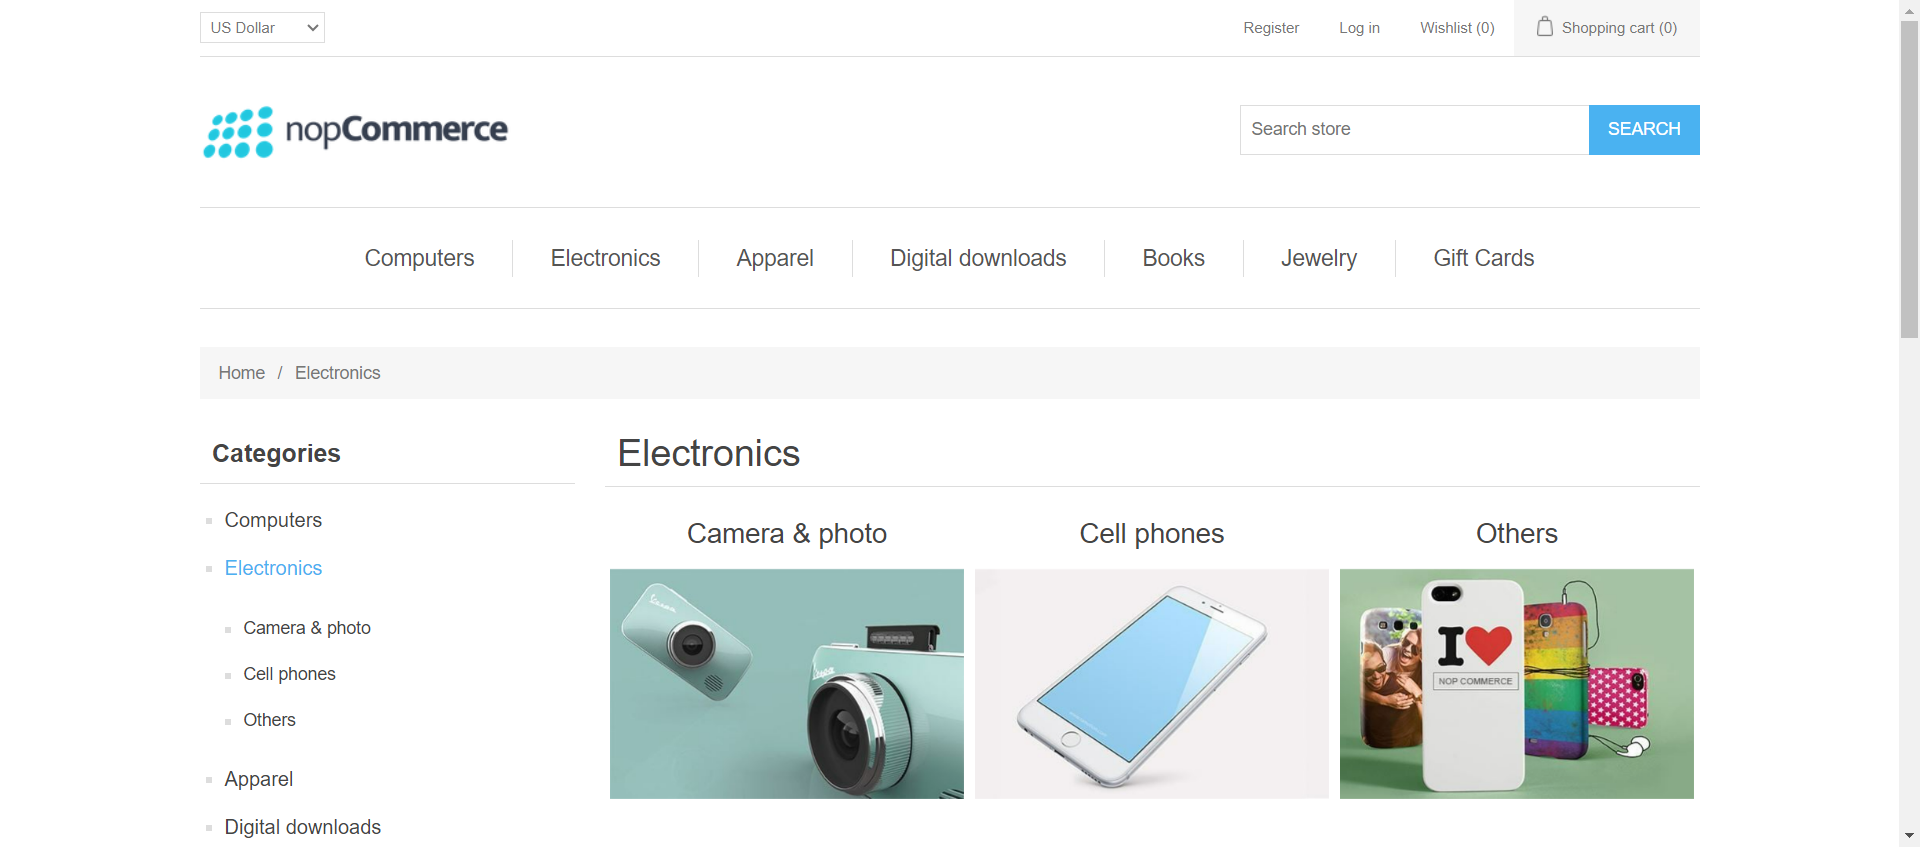 US Dollar
Register
Log in
Wishlist (0)
Shopping cart (0)
nopCommerce
Search store
SEARCH
Computers
Electronics
Apparel
Digital downloads
Books
Jewelry
Gift Cards
Home / Electronics
Categories
Computers
Electronics
Camera & photo
Cell phones
Others
Apparel
Digital downloads
Electronics
Camera & photo
Cell phones
Others
Vespa
Vespa
I
NOP COMMERCE